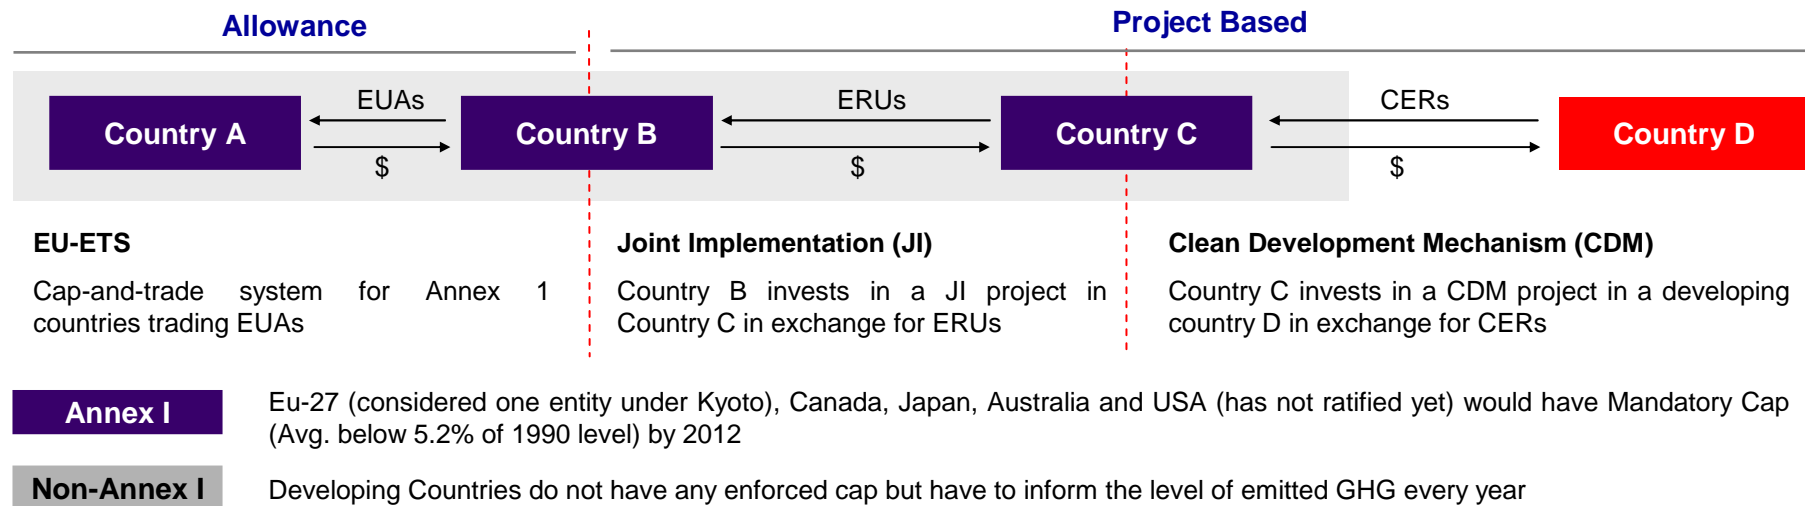 Allowance
Project Based
Country A
EUAs
$
Country B
ERUs
$
Country C
CERs
$
Country D
EU-ETS
Cap-and-trade system for Annex 1
countries trading EUAs
Joint Implementation (JI)
Country B invests in a JI project in
Country C in exchange for ERUs
Clean Development Mechanism (CDM)
Country C invests in a CDM project in a developing
country D in exchange for CERs
Annex I
Eu-27 (considered one entity under Kyoto), Canada, Japan, Australia and USA (has not ratified yet) would have Mandatory Cap
(Avg. below 5.2% of 1990 level) by 2012
Non-Annex I
Developing Countries do not have any enforced cap but have to inform the level of emitted GHG every year